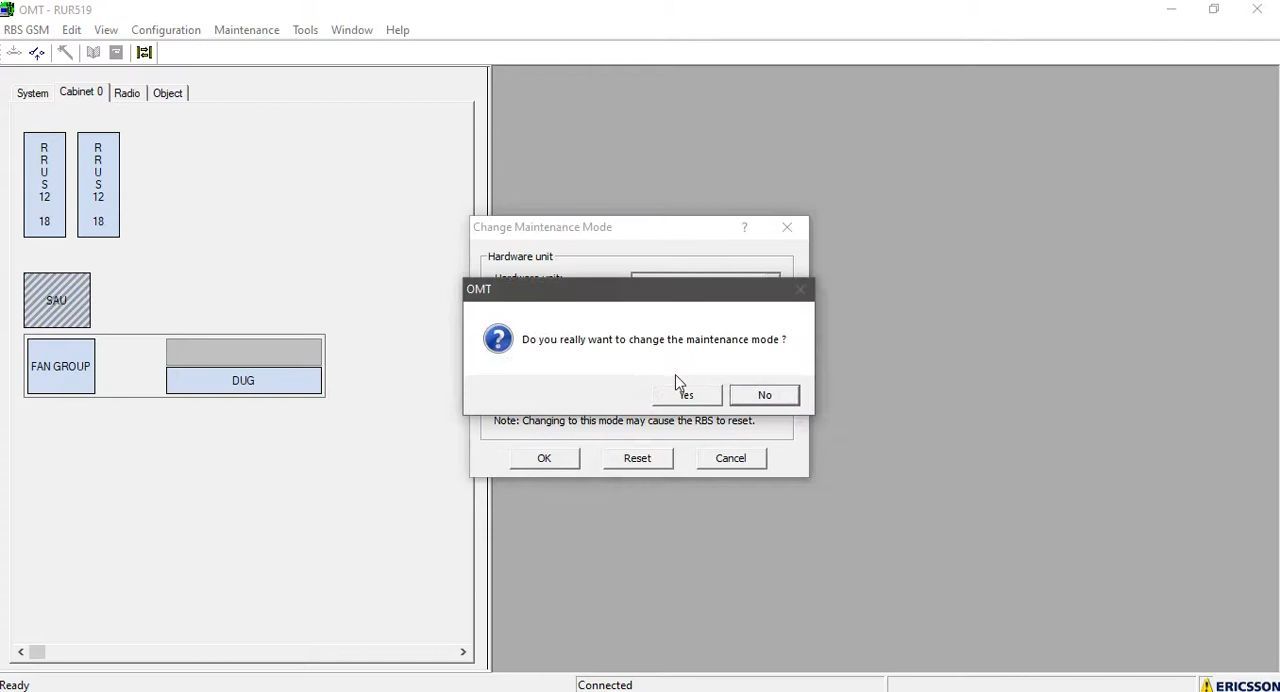 OMT - RUR519
RBS GSM Edit View Configuration Maintenance Tools Window Help
System Cabinet 0 Radio Object
R R
R R
U U
S S
12 12
18 18
SAU
FAN GROUP
DUG
Change Maintenance Mode ?
Hardware unit
Hardware unit:
OMT
Do you really want to change the maintenance mode ?
Yes No
Note: Changing to this mode may cause the RBS to reset.
OK Reset Cancel
Ready Connected ERICSSON